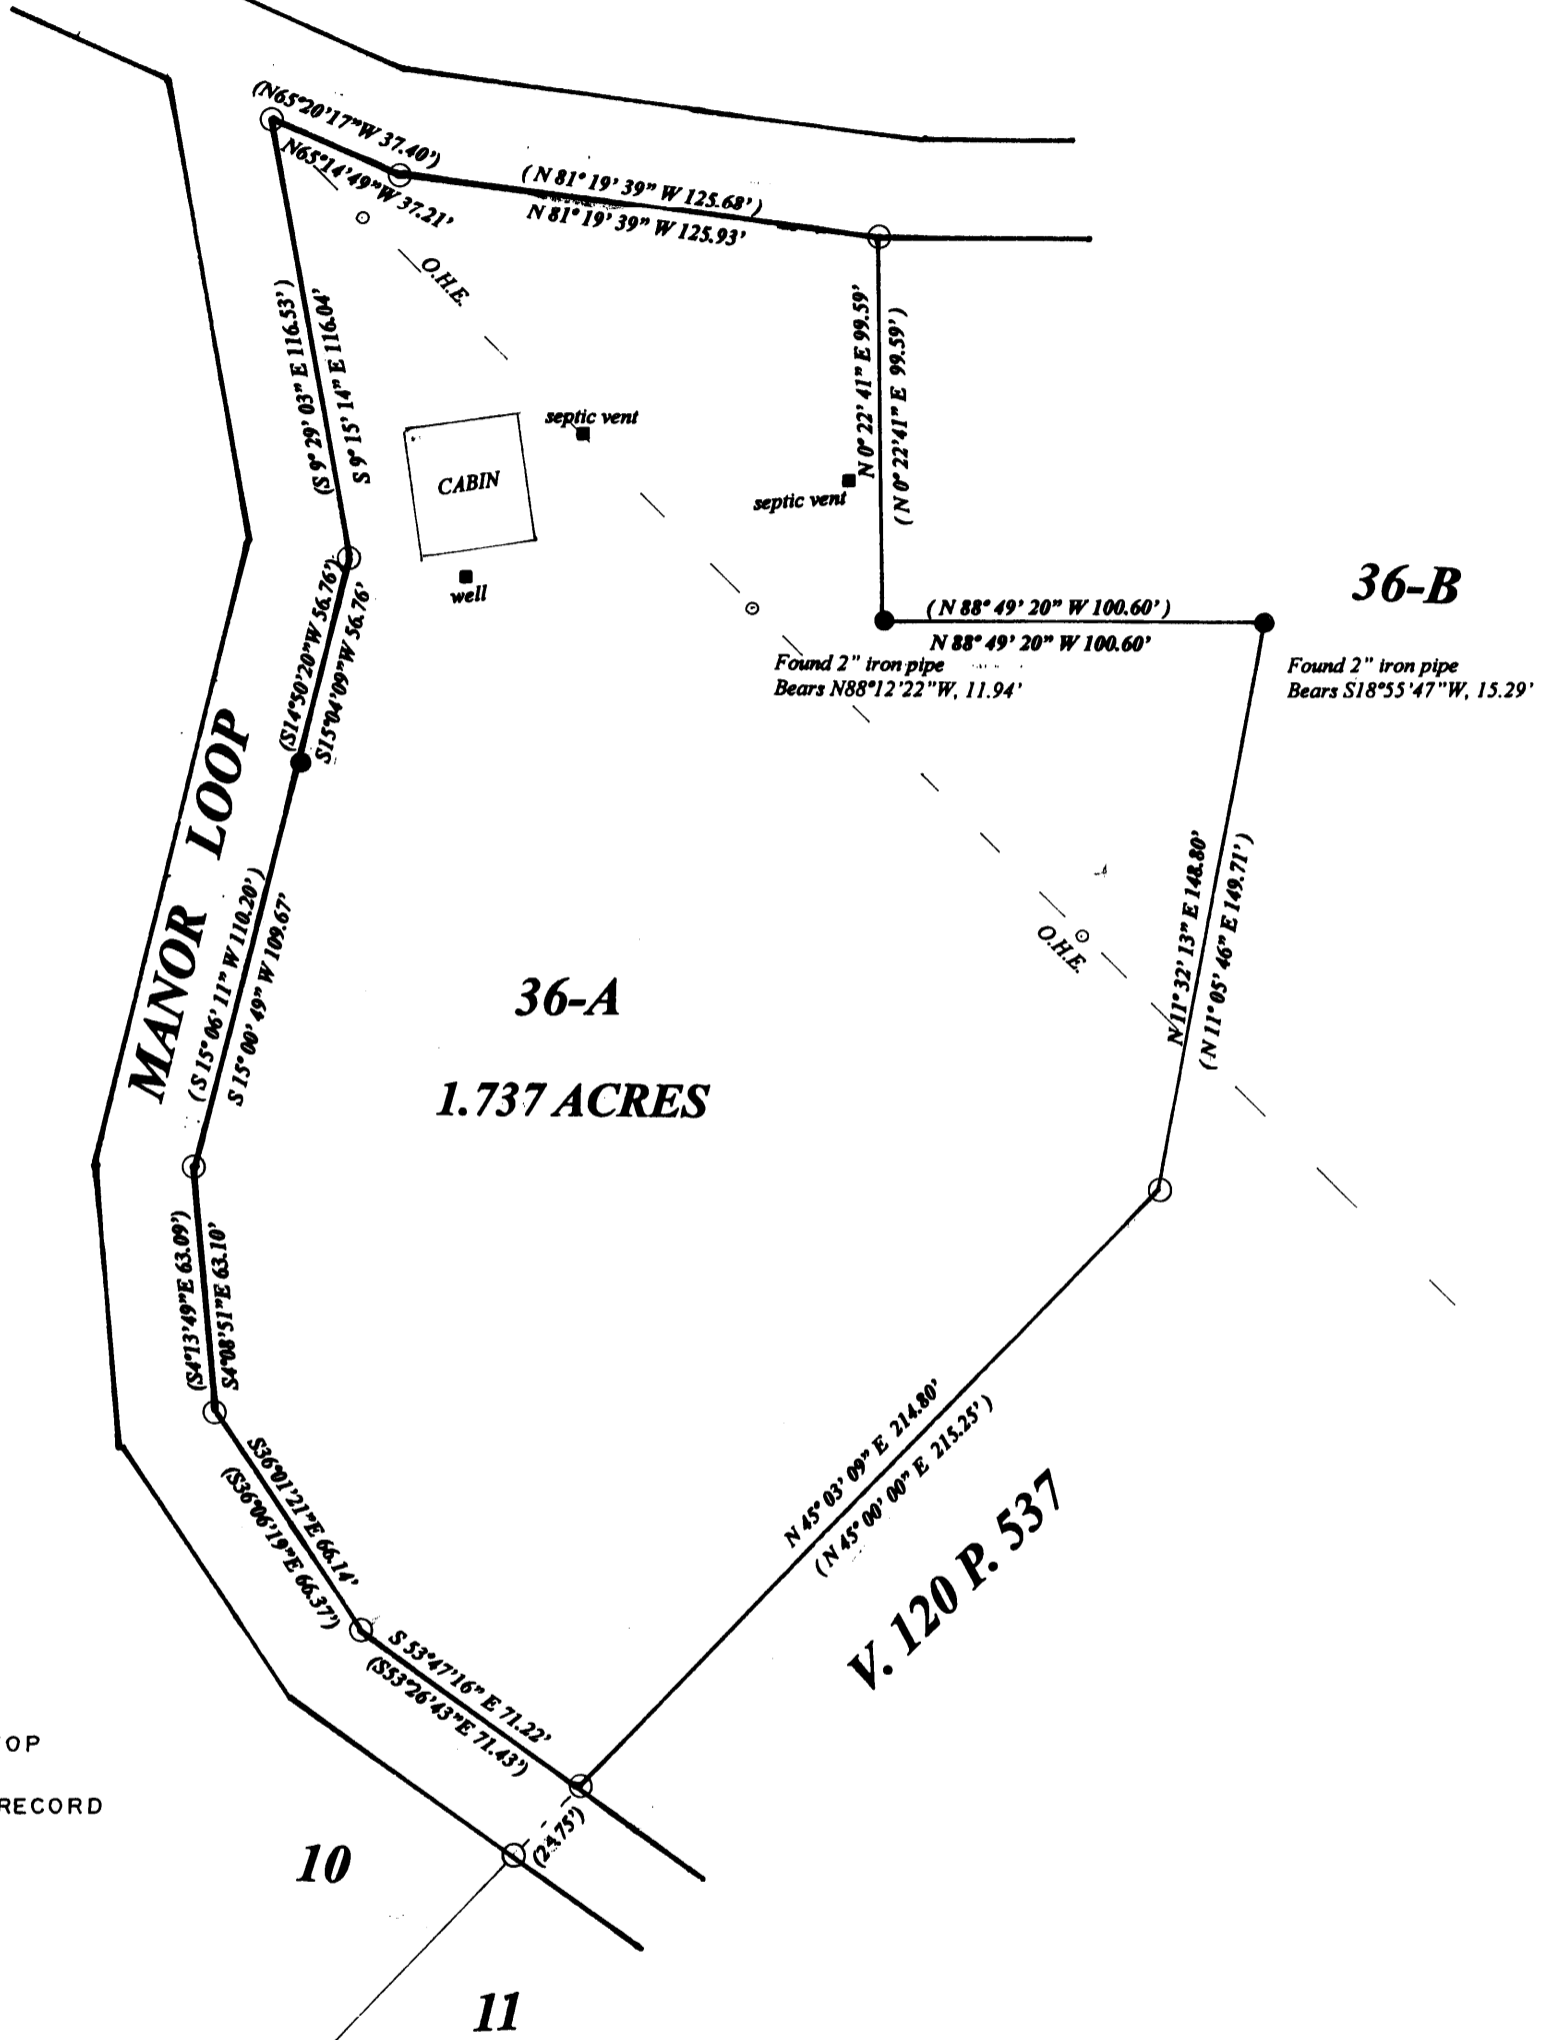 (N65°20'17"W 37.40')
N65°14'49"W 37.21'
( N 81° 19' 39" W 125.68' )
N 81° 19' 39" W 125.93'
O.H.E.
(S 9° 29' 03" E 116.53')
S 9° 15' 14" E 116.04'
N 0° 22' 41" E 99.59'
( N 0° 22'41" E 99.59' )
septic vent
CABIN
septic vent
well
36-B
( N 88° 49' 20" W 100.60' )
N 88° 49' 20" W 100.60'
Found 2" iron pipe
Bears N88°12'22"W, 11.94'
Found 2" iron pipe
Bears S18°55'47"W, 15.29'
(S14°50'20"W 56.76')
S15°04'09"W 56.76'
MANOR LOOP
( S 15° 06' 11" W 110.20' )
S 15° 00' 49" W 109.67'
N 11° 32' 13" E 148.80'
( N 11° 05' 46" E 149.71' )
O.H.E.
36-A
1.737 ACRES
(S4°13'49"E 63.09')
S4°08'51"E 63.10'
S36°01'21"E 66.14'
(S36°06'19"E 66.37')
N 45° 03' 09" E 214.80'
( N 45° 00' 00" E 215.25' )
V. 120 P. 537
S 53°47'16" E 71.22'
(S53°26'43"E 71.43')
(24.75')
OP
RECORD
10
11